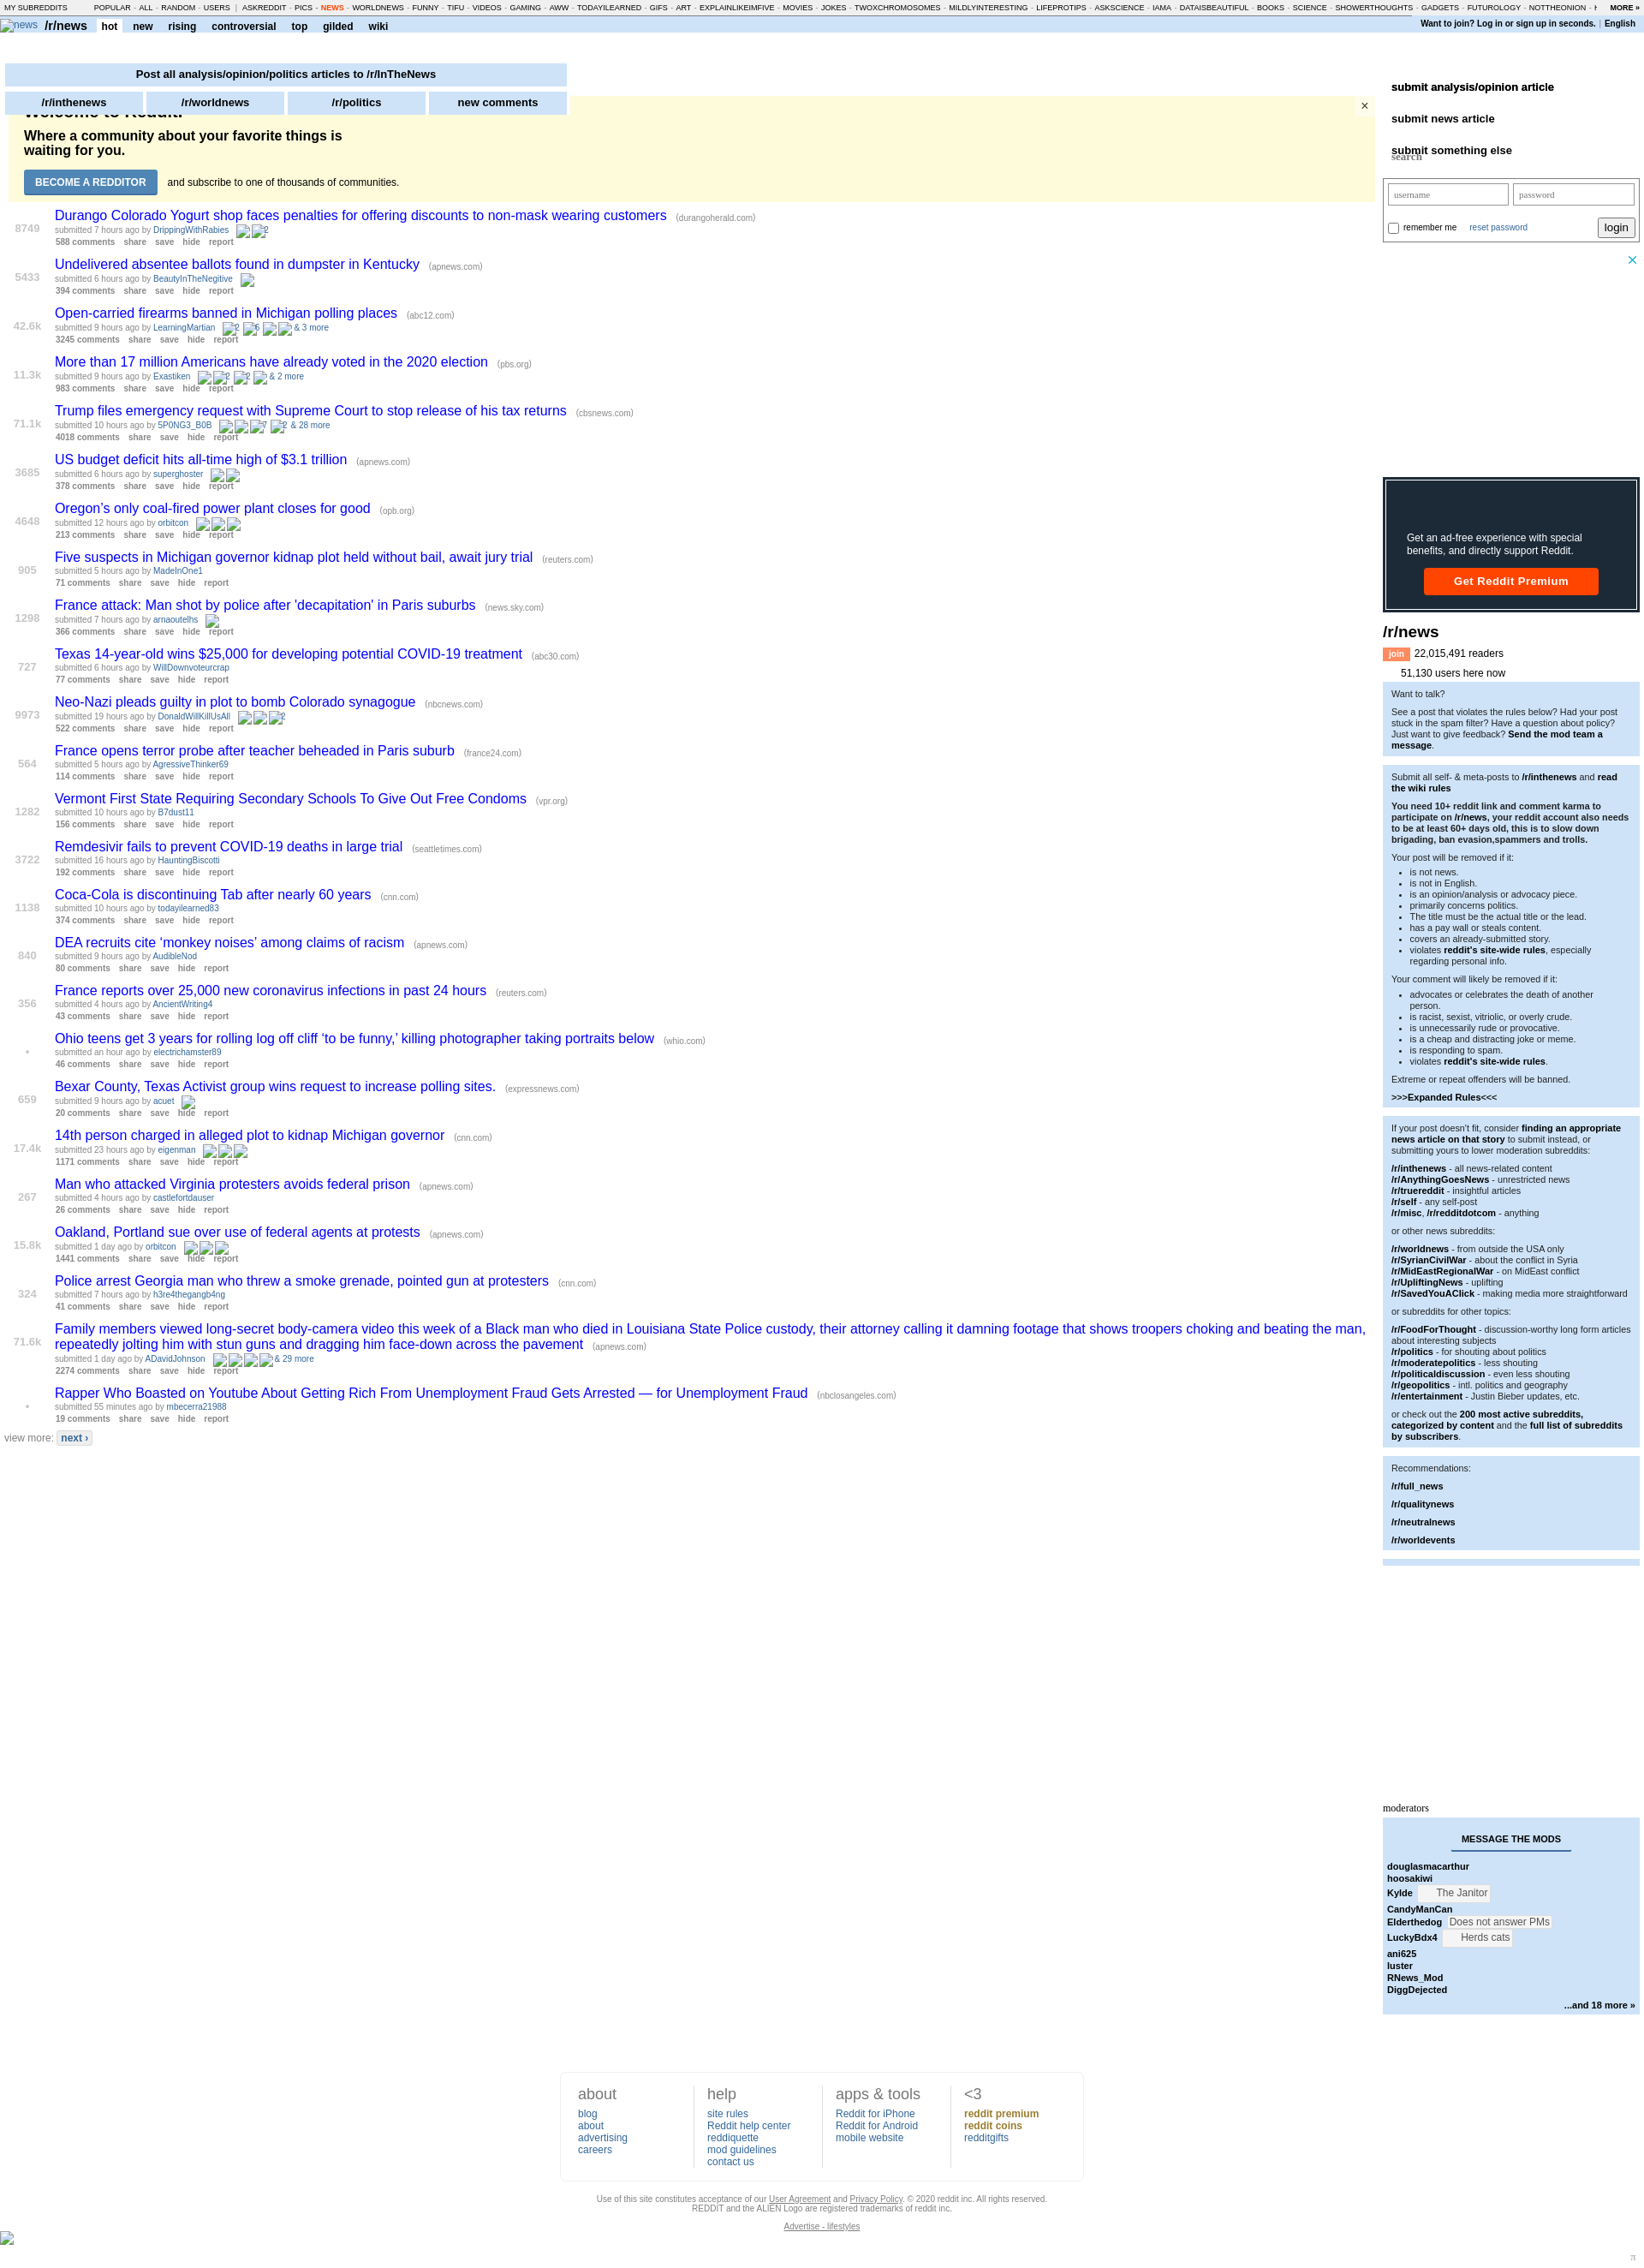 MY SUBREDDITS POPULAR - ALL - RANDOM - USERS | ASKREDDIT - PICS - NEWS - WORLDNEWS - FUNNY - TIFU - VIDEOS - GAMING - AWW - TODAYILEARNED - GIFS - ART - EXPLAINLIKEIMFIVE - MOVIES - JOKES - TWOXCHROMOSOMES - MILDLYINTERESTING - LIFEPROTIPS - ASKSCIENCE - IAMA - DATAISBEAUTIFUL - BOOKS - SCIENCE - SHOWERTHOUGHTS - GADGETS - FUTUROLOGY - NOTTHEONION - MORE »
news /r/news hot new rising controversial top gilded wiki
Want to join? Log in or sign up in seconds. | English
Post all analysis/opinion/politics articles to /r/InTheNews
/r/inthenews /r/worldnews /r/politics new comments
Welcome to Reddit!
×
Where a community about your favorite things is
waiting for you.
BECOME A REDDITOR and subscribe to one of thousands of communities.
8749
Durango Colorado Yogurt shop faces penalties for offering discounts to non-mask wearing customers (durangoherald.com)
submitted 7 hours ago by DrippingWithRabies 2
588 comments share save hide report
5433
Undelivered absentee ballots found in dumpster in Kentucky (apnews.com)
submitted 6 hours ago by BeautyInTheNegitive
394 comments share save hide report
42.6k
Open-carried firearms banned in Michigan polling places (abc12.com)
submitted 9 hours ago by LearningMartian 2 6 & 3 more
3245 comments share save hide report
11.3k
More than 17 million Americans have already voted in the 2020 election (pbs.org)
submitted 9 hours ago by Exastiken 2 2 & 2 more
983 comments share save hide report
71.1k
Trump files emergency request with Supreme Court to stop release of his tax returns (cbsnews.com)
submitted 10 hours ago by 5P0NG3_B0B 7 2 & 28 more
4018 comments share save hide report
3685
US budget deficit hits all-time high of $3.1 trillion (apnews.com)
submitted 6 hours ago by superghoster
378 comments share save hide report
4648
Oregon’s only coal-fired power plant closes for good (opb.org)
submitted 12 hours ago by orbitcon
213 comments share save hide report
905
Five suspects in Michigan governor kidnap plot held without bail, await jury trial (reuters.com)
submitted 5 hours ago by MadeInOne1
71 comments share save hide report
1298
France attack: Man shot by police after 'decapitation' in Paris suburbs (news.sky.com)
submitted 7 hours ago by arnaoutelhs
366 comments share save hide report
727
Texas 14-year-old wins $25,000 for developing potential COVID-19 treatment (abc30.com)
submitted 6 hours ago by WillDownvoteurcrap
77 comments share save hide report
9973
Neo-Nazi pleads guilty in plot to bomb Colorado synagogue (nbcnews.com)
submitted 19 hours ago by DonaldWillKillUsAll 2
522 comments share save hide report
564
France opens terror probe after teacher beheaded in Paris suburb (france24.com)
submitted 5 hours ago by AgressiveThinker69
114 comments share save hide report
1282
Vermont First State Requiring Secondary Schools To Give Out Free Condoms (vpr.org)
submitted 10 hours ago by B7dust11
156 comments share save hide report
3722
Remdesivir fails to prevent COVID-19 deaths in large trial (seattletimes.com)
submitted 16 hours ago by HauntingBiscotti
192 comments share save hide report
1138
Coca-Cola is discontinuing Tab after nearly 60 years (cnn.com)
submitted 10 hours ago by todayilearned83
374 comments share save hide report
840
DEA recruits cite ‘monkey noises’ among claims of racism (apnews.com)
submitted 9 hours ago by AudibleNod
80 comments share save hide report
356
France reports over 25,000 new coronavirus infections in past 24 hours (reuters.com)
submitted 4 hours ago by AncientWriting4
43 comments share save hide report
•
Ohio teens get 3 years for rolling log off cliff ‘to be funny,’ killing photographer taking portraits below (whio.com)
submitted an hour ago by electrichamster89
46 comments share save hide report
659
Bexar County, Texas Activist group wins request to increase polling sites. (expressnews.com)
submitted 9 hours ago by acuet
20 comments share save hide report
17.4k
14th person charged in alleged plot to kidnap Michigan governor (cnn.com)
submitted 23 hours ago by eigenman
1171 comments share save hide report
267
Man who attacked Virginia protesters avoids federal prison (apnews.com)
submitted 4 hours ago by castlefortdauser
26 comments share save hide report
15.8k
Oakland, Portland sue over use of federal agents at protests (apnews.com)
submitted 1 day ago by orbitcon
1441 comments share save hide report
324
Police arrest Georgia man who threw a smoke grenade, pointed gun at protesters (cnn.com)
submitted 7 hours ago by h3re4thegangb4ng
41 comments share save hide report
71.6k
Family members viewed long-secret body-camera video this week of a Black man who died in Louisiana State Police custody, their attorney calling it damning footage that shows troopers choking and beating the man,
repeatedly jolting him with stun guns and dragging him face-down across the pavement (apnews.com)
submitted 1 day ago by ADavidJohnson & 29 more
2274 comments share save hide report
•
Rapper Who Boasted on Youtube About Getting Rich From Unemployment Fraud Gets Arrested — for Unemployment Fraud (nbclosangeles.com)
submitted 55 minutes ago by mbecerra21988
19 comments share save hide report
view more: next ›
submit analysis/opinion article
submit news article
submit something else
search
username password
remember me reset password login
Get an ad-free experience with special
benefits, and directly support Reddit.
Get Reddit Premium
/r/news
join 22,015,491 readers
51,130 users here now
Want to talk?
See a post that violates the rules below? Had your post
stuck in the spam filter? Have a question about policy?
Just want to give feedback? Send the mod team a
message.
Submit all self- & meta-posts to /r/inthenews and read
the wiki rules
You need 10+ reddit link and comment karma to
participate on /r/news, your reddit account also needs
to be at least 60+ days old, this is to slow down
brigading, ban evasion,spammers and trolls.
Your post will be removed if it:
• is not news.
• is not in English.
• is an opinion/analysis or advocacy piece.
• primarily concerns politics.
• The title must be the actual title or the lead.
• has a pay wall or steals content.
• covers an already-submitted story.
• violates reddit's site-wide rules, especially
regarding personal info.
Your comment will likely be removed if it:
• advocates or celebrates the death of another
person.
• is racist, sexist, vitriolic, or overly crude.
• is unnecessarily rude or provocative.
• is a cheap and distracting joke or meme.
• is responding to spam.
• violates reddit's site-wide rules.
Extreme or repeat offenders will be banned.
>>>Expanded Rules<<<
If your post doesn't fit, consider finding an appropriate
news article on that story to submit instead, or
submitting yours to lower moderation subreddits:
/r/inthenews - all news-related content
/r/AnythingGoesNews - unrestricted news
/r/truereddit - insightful articles
/r/self - any self-post
/r/misc, /r/redditdotcom - anything
or other news subreddits:
/r/worldnews - from outside the USA only
/r/SyrianCivilWar - about the conflict in Syria
/r/MidEastRegionalWar - on MidEast conflict
/r/UpliftingNews - uplifting
/r/SavedYouAClick - making media more straightforward
or subreddits for other topics:
/r/FoodForThought - discussion-worthy long form articles
about interesting subjects
/r/politics - for shouting about politics
/r/moderatepolitics - less shouting
/r/politicaldiscussion - even less shouting
/r/geopolitics - intl. politics and geography
/r/entertainment - Justin Bieber updates, etc.
or check out the 200 most active subreddits,
categorized by content and the full list of subreddits
by subscribers.
Recommendations:
/r/full_news
/r/qualitynews
/r/neutralnews
/r/worldevents
moderators
MESSAGE THE MODS
douglasmacarthur
hoosakiwi
Kylde The Janitor
CandyManCan
Elderthedog Does not answer PMs
LuckyBdx4 Herds cats
ani625
luster
RNews_Mod
DiggDejected
...and 18 more »
about
blog
about
advertising
careers
help
site rules
Reddit help center
reddiquette
mod guidelines
contact us
apps & tools
Reddit for iPhone
Reddit for Android
mobile website
<3
reddit premium
reddit coins
redditgifts
Use of this site constitutes acceptance of our User Agreement and Privacy Policy. © 2020 reddit inc. All rights reserved.
REDDIT and the ALIEN Logo are registered trademarks of reddit inc.
Advertise - lifestyles
π